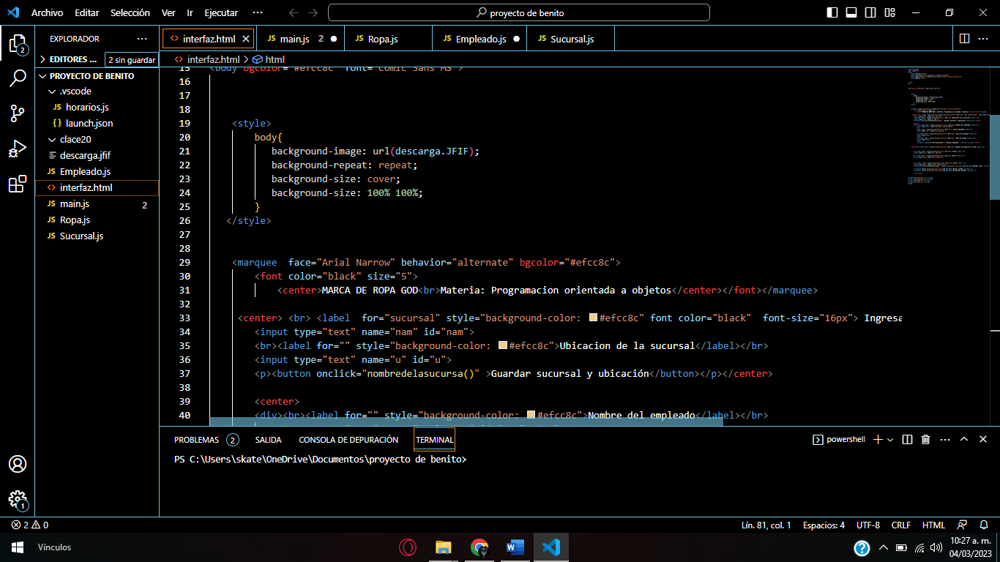 Archivo Editar Selección Ver Ir Ejecutar ··· proyecto de benito
EXPLORADOR ···
interfaz.html main.js 2 Ropa.js Empleado.js Sucursal.js
EDITORES ... 2 sin guardar
interfaz.html > html
PROYECTO DE BENITO
.vscode
horarios.js
launch.json
clace20
descarga.jfif
Empleado.js
interfaz.html
main.js 2
Ropa.js
Sucursal.js
2
1
15 <body bgcolor="#efcc8c" font="Comic Sans MS">
16
17
18
19 <style>
20 body{
21 background-image: url(descarga.JFIF);
22 background-repeat: repeat;
23 background-size: cover;
24 background-size: 100% 100%;
25 }
26 </style>
27
28
29 <marquee  face="Arial Narrow" behavior="alternate" bgcolor="#efcc8c">
30 <font color="black" size="5">
31 <center>MARCA DE ROPA GOD<br>Materia: Programacion orientada a objetos</center></font></marquee>
32
33 <center> <br> <label  for="sucursal" style="background-color: #efcc8c" font color="black"  font-size="16px"> Ingresa
34 <input type="text" name="nam" id="nam">
35 <br><label for="" style="background-color: #efcc8c">Ubicacion de la sucursal</label></br>
36 <input type="text" name="u" id="u">
37 <p><button onclick="nombredelasucursa()" >Guardar sucursal y ubicación</button></p></center>
38
39 <center>
40 <div><br><label for="" style="background-color: #efcc8c">Nombre del empleado</label></br>
PROBLEMAS 2 SALIDA CONSOLA DE DEPURACIÓN TERMINAL powershell
PS C:\Users\skate\OneDrive\Documentos\proyecto de benito>
2 0 Lín. 81, col. 1 Espacios: 4 UTF-8 CRLF HTML
Vínculos
10:27 a. m.
04/03/2023